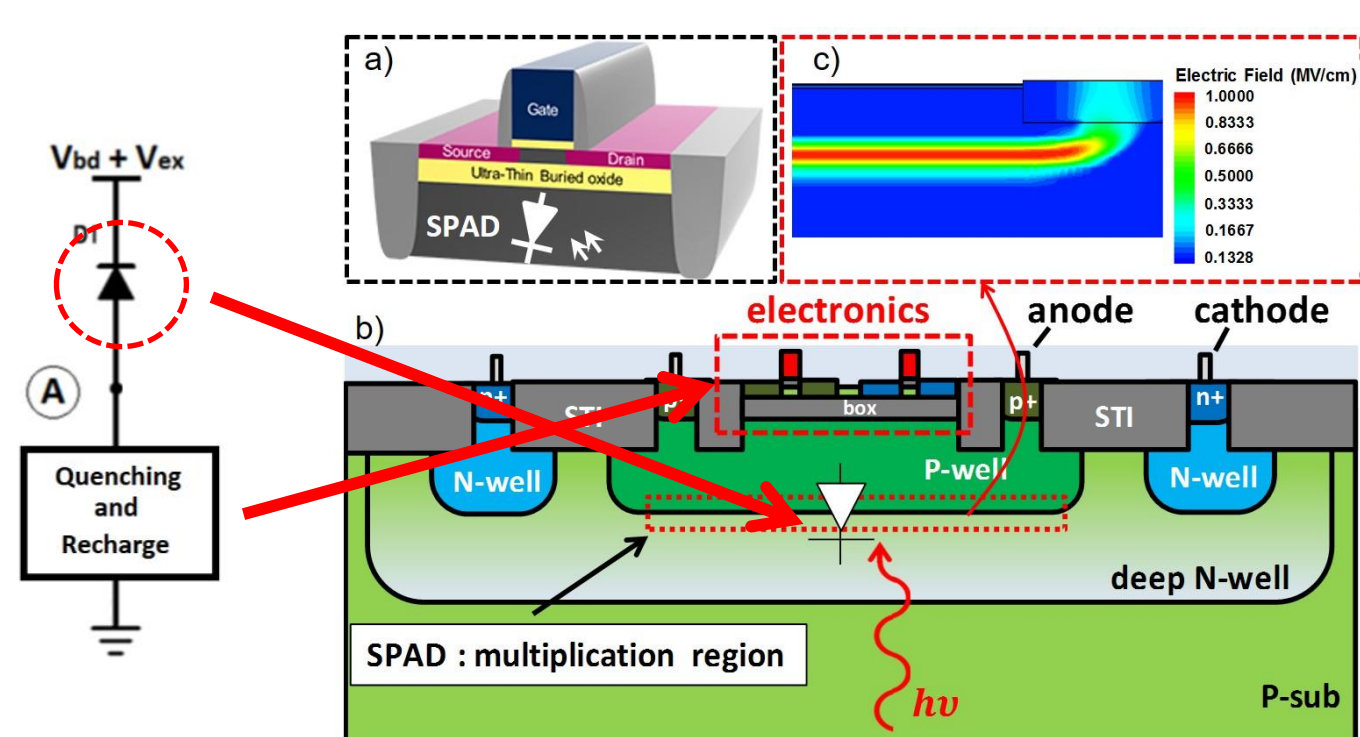 Vbd + Vex
D1
A
Quenching
and
Recharge
a)
Gate
Source
Drain
Ultra-Thin Buried oxide
SPAD
c)
Electric Field (MV/cm)
1.0000
0.8333
0.6666
0.5000
0.3333
0.1667
0.1328
b)
electronics
anode
cathode
n+
STI
p+
box
p+
STI
n+
N-well
P-well
N-well
deep N-well
SPAD : multiplication region
hυ
P-sub